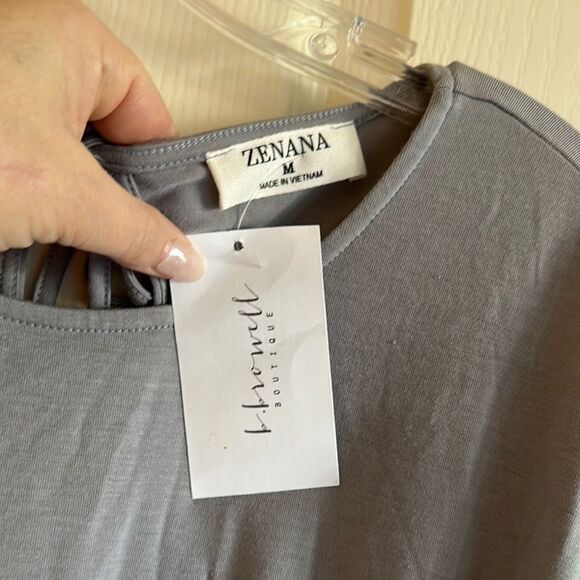 ZENANA
M
MADE IN VIETNAM
b.browell
BOUTIQUE